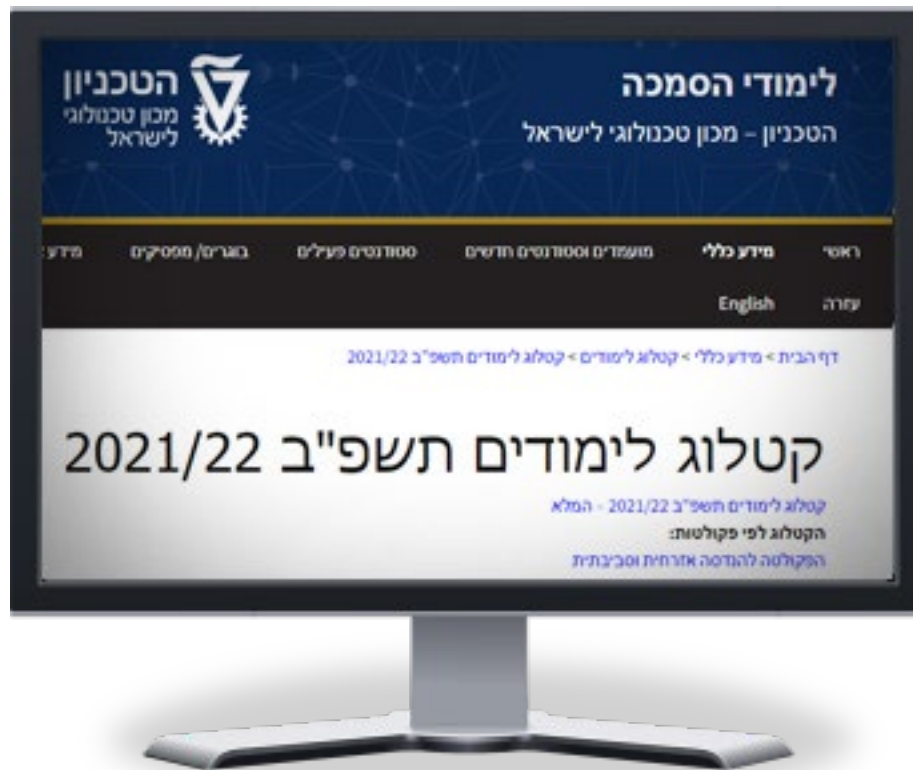 לימודי הסמכה
הטכניון – מכון טכנולוגי לישראל
הטכניון
מכון טכנולוגי
לישראל
ראשי מידע כללי מועמדים וסטודנטים חדשים סטודנטים פעילים בוגרים/ מפסיקים מידע
עזרה English
דף הבית > מידע כללי > קטלוג לימודים > קטלוג לימודים תשפ"ב 2021/22
קטלוג לימודים תשפ"ב 2021/22
קטלוג לימודים תשפ"ב 2021/22 – המלא
הקטלוג לפי פקולטות:
הפקולטה להנדסה אזרחית וסביבתית